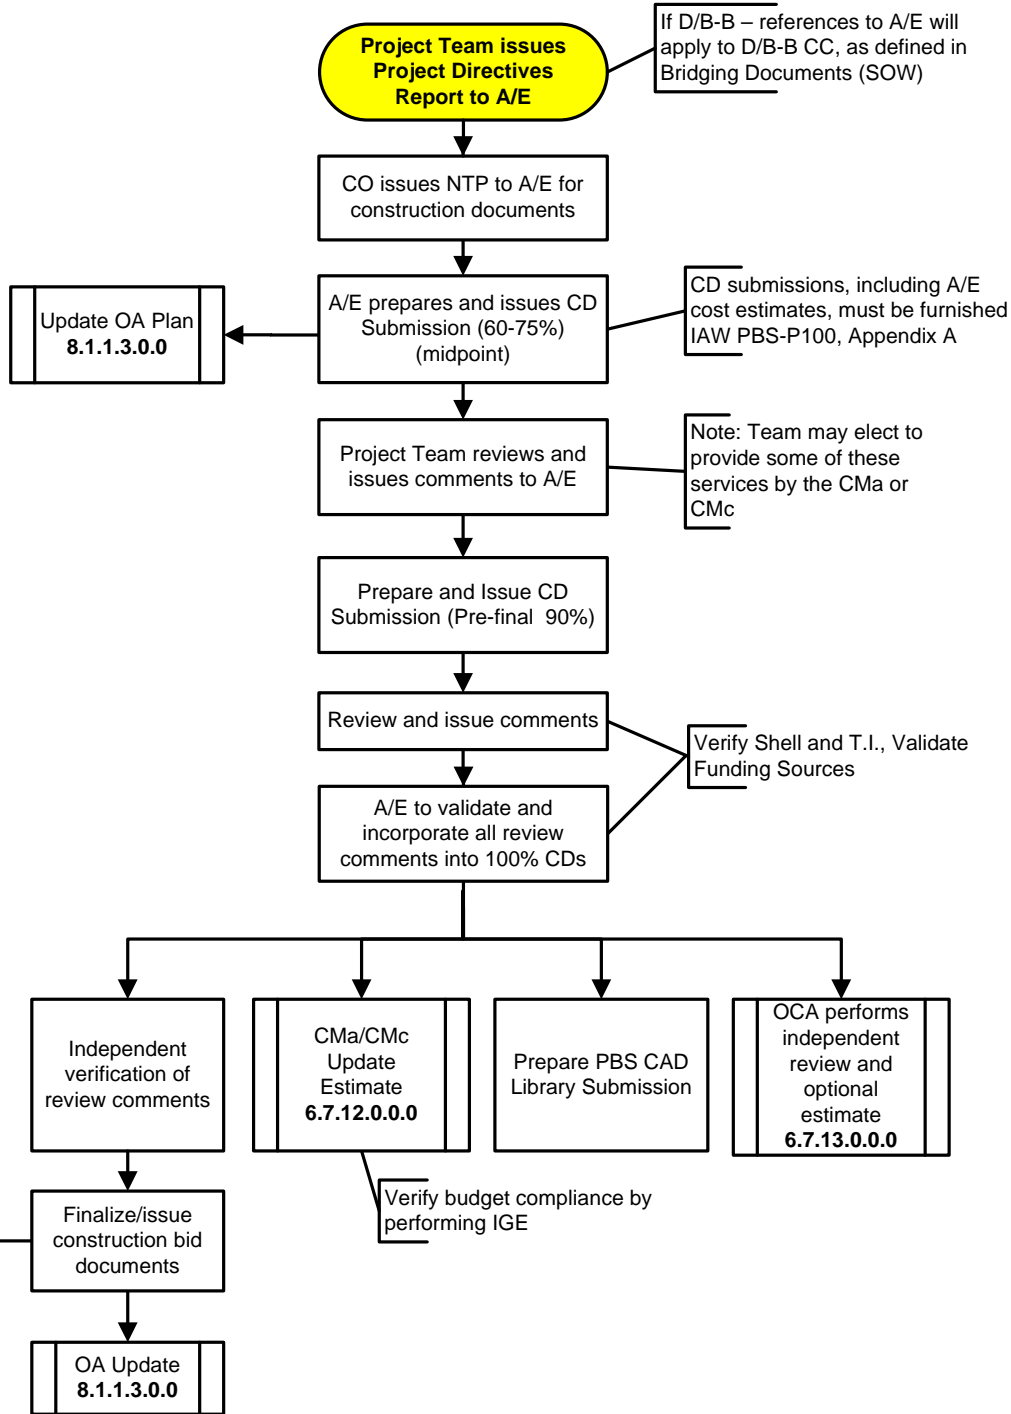 Project Team issues
Project Directives
Report to A/E
If D/B-B – references to A/E will
apply to D/B-B CC, as defined in
Bridging Documents (SOW)
CO issues NTP to A/E for
construction documents
Update OA Plan
8.1.1.3.0.0
A/E prepares and issues CD
Submission (60-75%)
(midpoint)
CD submissions, including A/E
cost estimates, must be furnished
IAW PBS-P100, Appendix A
Project Team reviews and
issues comments to A/E
Note: Team may elect to
provide some of these
services by the CMa or
CMc
Prepare and Issue CD
Submission (Pre-final  90%)
Review and issue comments
Verify Shell and T.I., Validate
Funding Sources
A/E to validate and
incorporate all review
comments into 100% CDs
Independent
verification of
review comments
CMa/CMc
Update
Estimate
6.7.12.0.0.0
Prepare PBS CAD
Library Submission
OCA performs
independent
review and
optional
estimate
6.7.13.0.0.0
Verify budget compliance by
performing IGE
Finalize/issue
construction bid
documents
OA Update
8.1.1.3.0.0